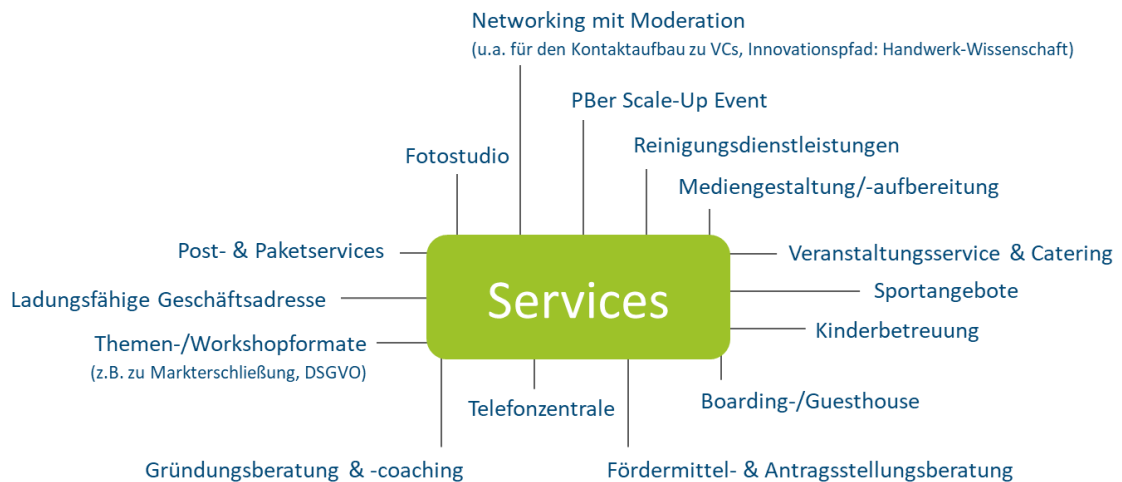 Networking mit Moderation
(u.a. für den Kontaktaufbau zu VCs, Innovationspfad: Handwerk-Wissenschaft)
PBer Scale-Up Event
Fotostudio
Reinigungsdienstleistungen
Mediengestaltung/-aufbereitung
Post- & Paketservices
Veranstaltungsservice & Catering
Ladungsfähige Geschäftsadresse
Services
Sportangebote
Themen-/Workshopformate
(z.B. zu Markterschließung, DSGVO)
Kinderbetreuung
Telefonzentrale
Boarding-/Guesthouse
Gründungsberatung & -coaching
Fördermittel- & Antragsstellungsberatung